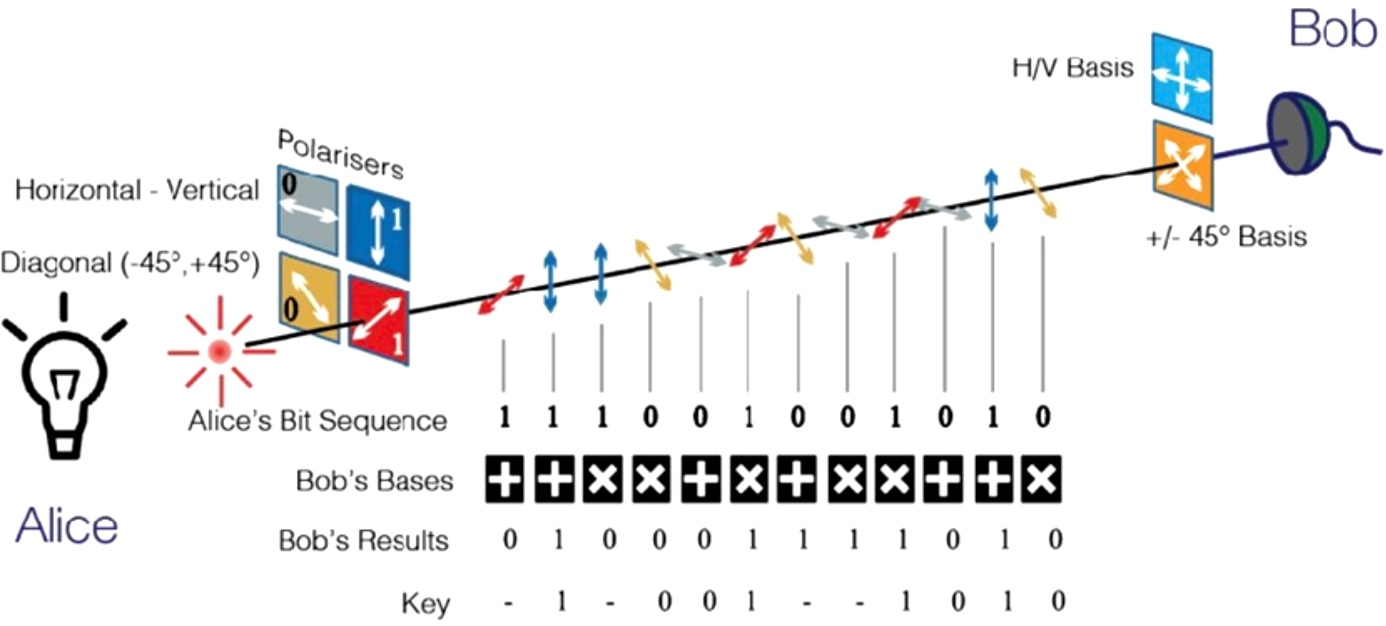 Bob
H/V Basis
Polarisers
Horizontal - Vertical
0
1
Diagonal (-45°,+45°)
0
1
+/- 45° Basis
Alice's Bit Sequence 1 1 1 0 0 1 0 0 1 0 1 0
Bob's Bases + + × × + × + × × + + ×
Alice
Bob's Results 0 1 0 0 0 1 1 1 1 0 1 0
Key - 1 - 0 0 1 - - 1 0 1 0